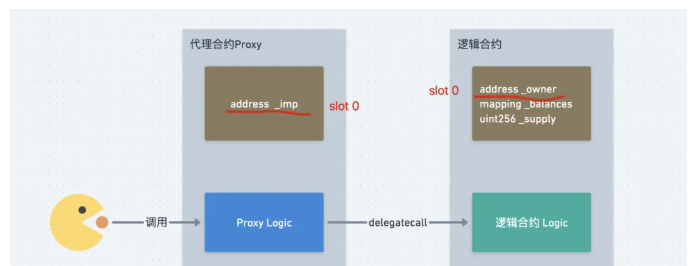 代理合约Proxy
address _imp
slot 0
逻辑合约
slot 0
address _owner
mapping _balances
uint256 _supply
调用
Proxy Logic
delegatecall
逻辑合约 Logic